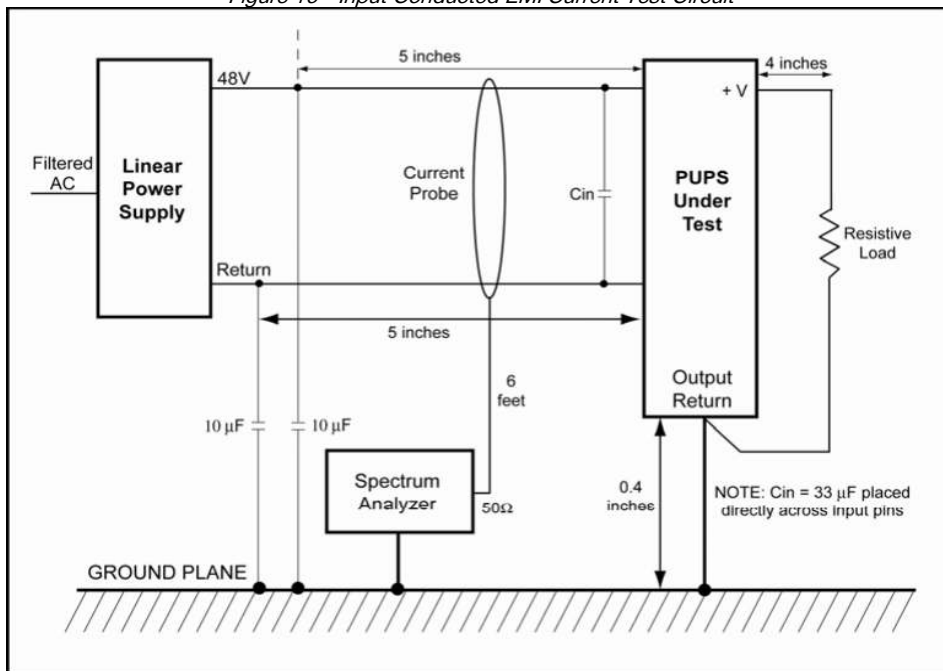 Figure 15 - Input Conducted EMI Current Test Circuit
5 inches
4 inches
48V
+ V
Filtered
AC
Linear
Power
Supply
Current
Probe
Cin
PUPS
Under
Test
Resistive
Load
Return
5 inches
6
feet
Output
Return
10 µF
10 µF
Spectrum
Analyzer
50Ω
0.4
inches
NOTE: Cin = 33 µF placed
directly across input pins
GROUND PLANE